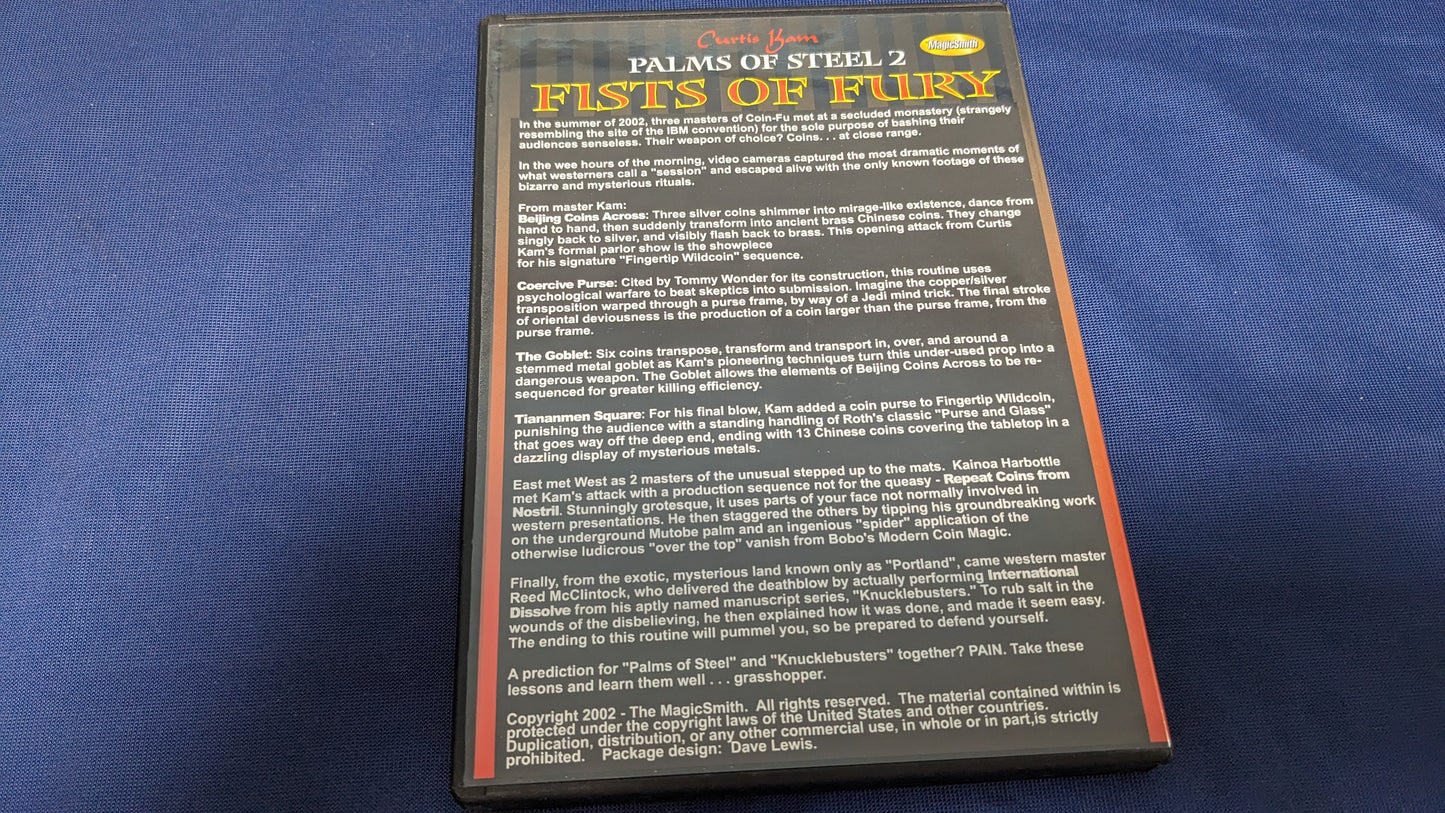 Curtis Kam
MagicSmith
PALMS OF STEEL 2
FISTS OF FURY
In the summer of 2002, three masters of Coin-Fu met at a secluded monastery (strangely
resembling the site of the IBM convention) for the sole purpose of bashing their
audiences senseless. Their weapon of choice? Coins. . . at close range.
In the wee hours of the morning, video cameras captured the most dramatic moments of
what westerners call a "session" and escaped alive with the only known footage of these
bizarre and mysterious rituals.
From master Kam:
Beijing Coins Across: Three silver coins shimmer into mirage-like existence, dance from
hand to hand, then suddenly transform into ancient brass Chinese coins. They change
singly back to silver, and visibly flash back to brass. This opening attack from Curtis
Kam's formal parlor show is the showpiece
for his signature "Fingertip Wildcoin" sequence.
Coercive Purse: Cited by Tommy Wonder for its construction, this routine uses
psychological warfare to beat skeptics into submission. Imagine the copper/silver
transposition warped through a purse frame, by way of a Jedi mind trick. The final stroke
of oriental deviousness is the production of a coin larger than the purse frame, from the
purse frame.
The Goblet: Six coins transpose, transform and transport in, over, and around a
stemmed metal goblet as Kam's pioneering techniques turn this under-used prop into a
dangerous weapon. The Goblet allows the elements of Beijing Coins Across to be re-
sequenced for greater killing efficiency.
Tiananmen Square: For his final blow, Kam added a coin purse to Fingertip Wildcoin,
punishing the audience with a standing handling of Roth's classic "Purse and Glass"
that goes way off the deep end, ending with 13 Chinese coins covering the tabletop in a
dazzling display of mysterious metals.
East met West as 2 masters of the unusual stepped up to the mats. Kainoa Harbottle
met Kam's attack with a production sequence not for the queasy - Repeat Coins from
Nostril. Stunningly grotesque, it uses parts of your face not normally involved in
western presentations. He then staggered the others by tipping his groundbreaking work
on the underground Mutobe palm and an ingenious "spider" application of the
otherwise ludicrous "over the top" vanish from Bobo's Modern Coin Magic.
Finally, from the exotic, mysterious land known only as "Portland", came western master
Reed McClintock, who delivered the deathblow by actually performing International
Dissolve from his aptly named manuscript series, "Knucklebusters." To rub salt in the
wounds of the disbelieving, he then explained how it was done, and made it seem easy.
The ending to this routine will pummel you, so be prepared to defend yourself.
A prediction for "Palms of Steel" and "Knucklebusters" together? PAIN. Take these
lessons and learn them well . . . grasshopper.
Copyright 2002 - The MagicSmith. All rights reserved. The material contained within is
protected under the copyright laws of the United States and other countries.
Duplication, distribution, or any other commercial use, in whole or in part,is strictly
prohibited. Package design: Dave Lewis.